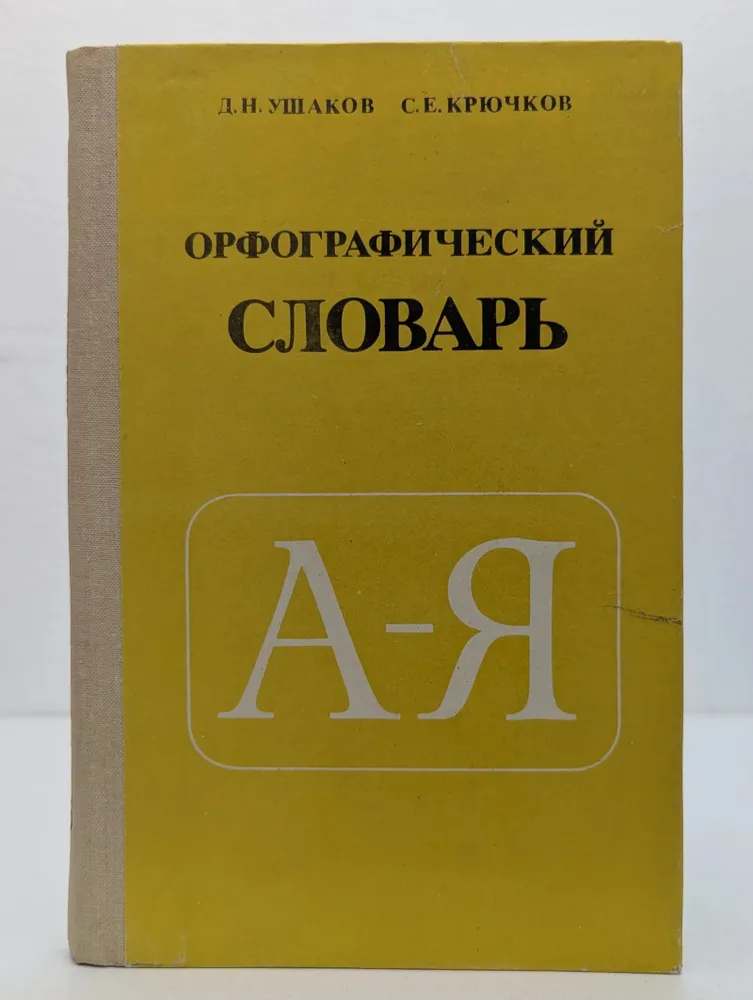 Д.Н.УШАКОВ С.Е.КРЮЧКОВ
ОРФОГРАФИЧЕСКИЙ
СЛОВАРЬ
А-Я